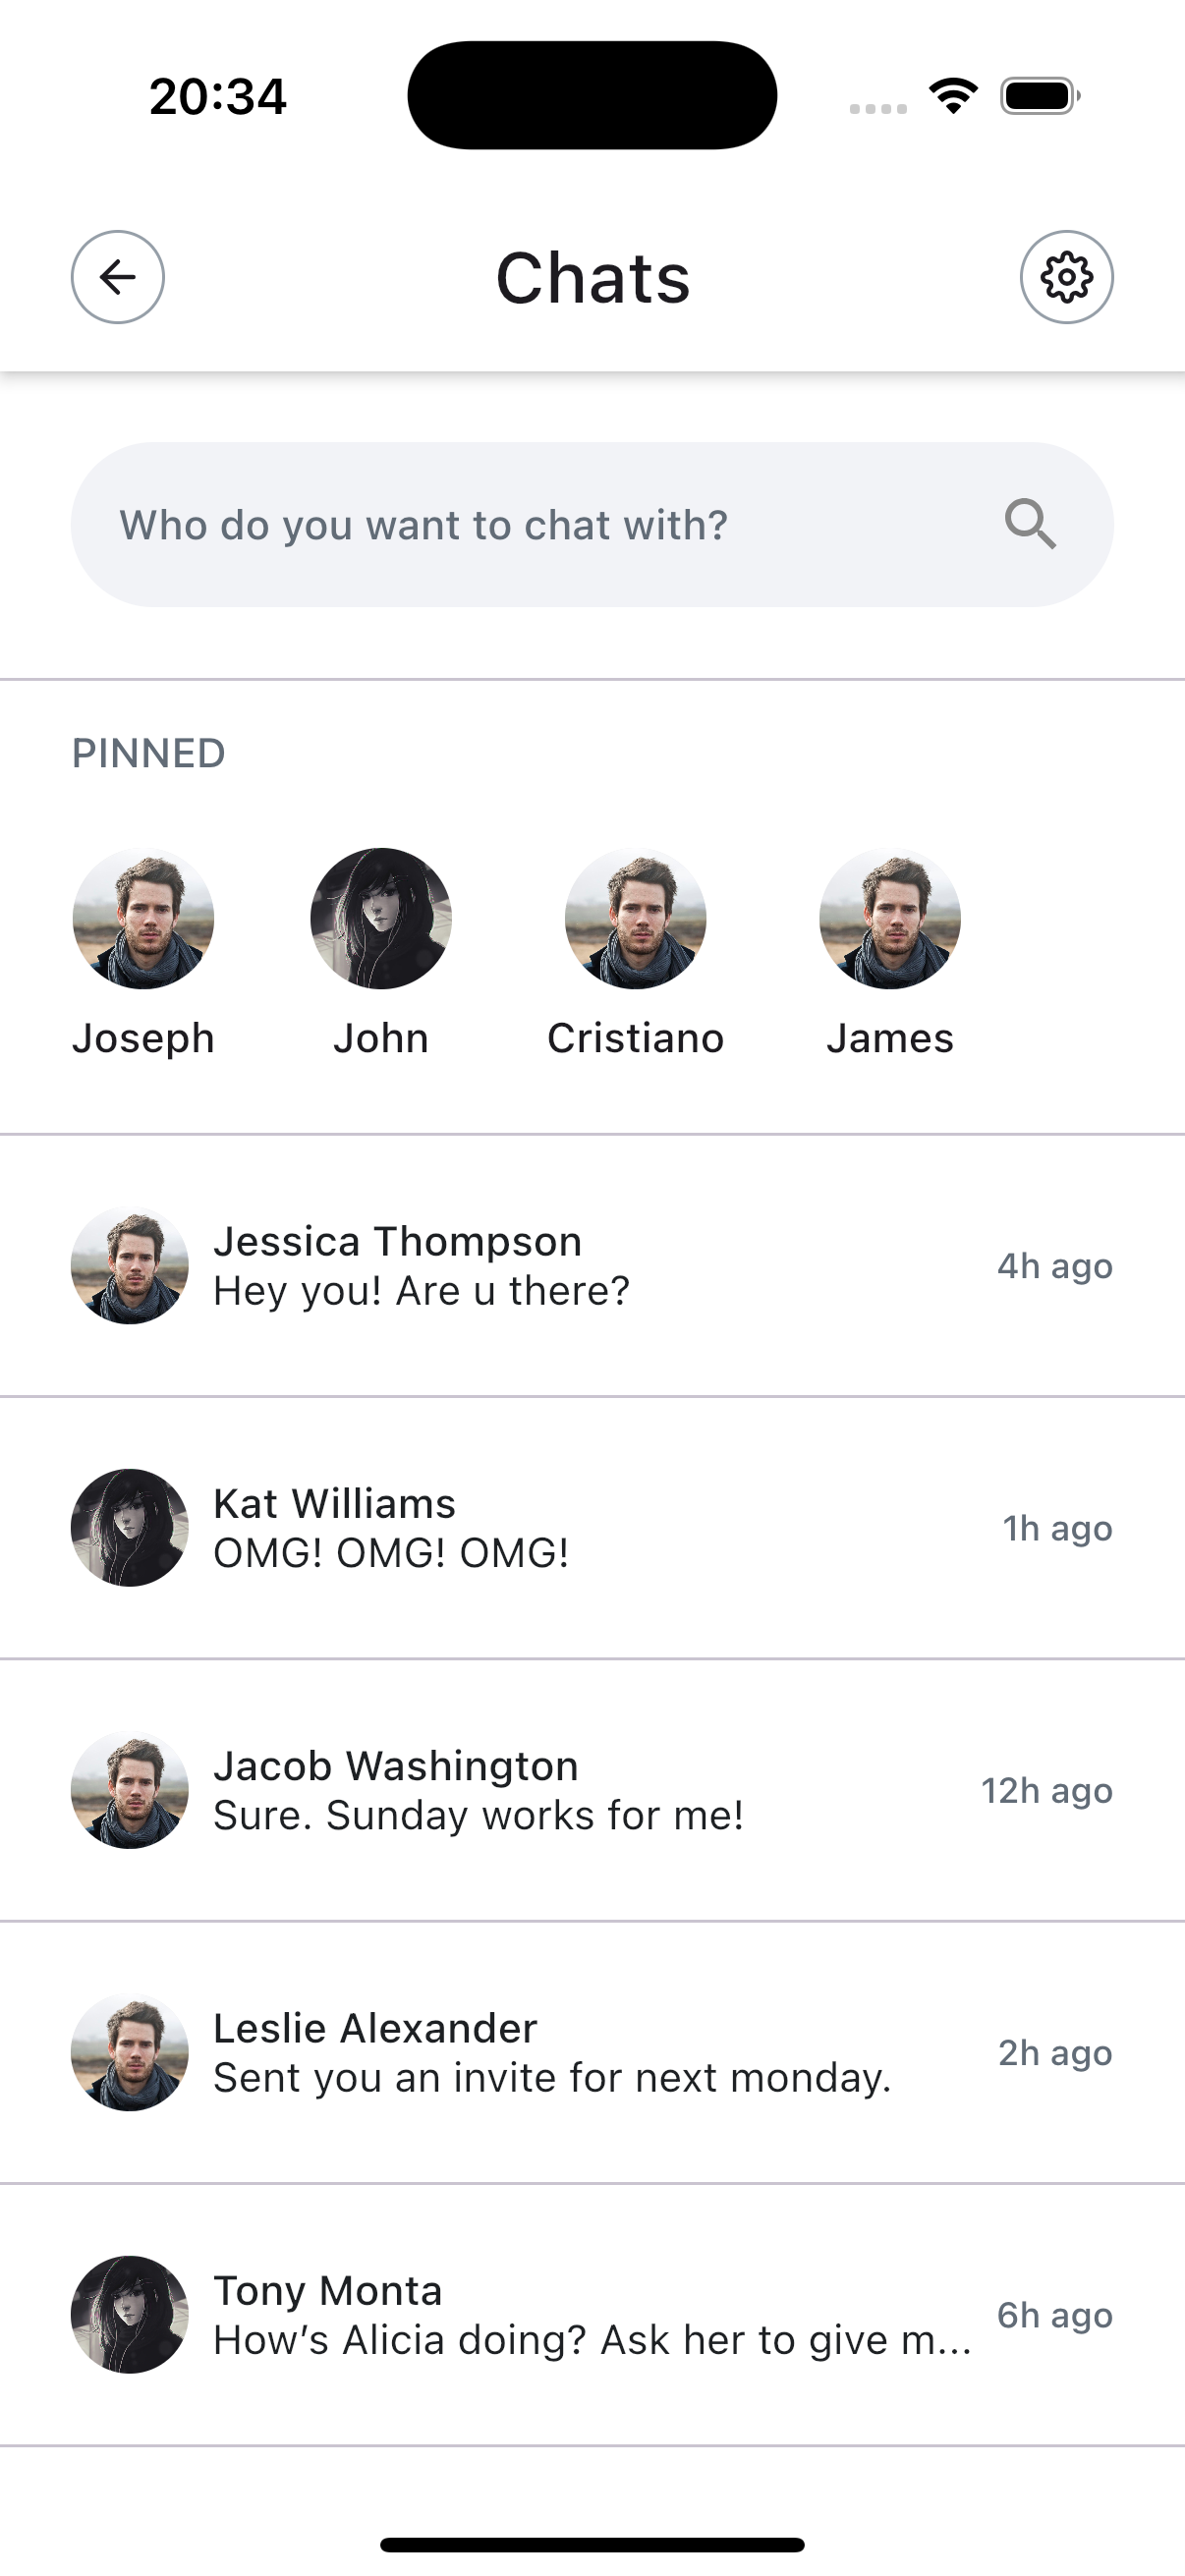 20:34
Chats
Who do you want to chat with?
PINNED
Joseph
John
Cristiano
James
Jessica Thompson
Hey you! Are u there?
4h ago
Kat Williams
OMG! OMG! OMG!
1h ago
Jacob Washington
Sure. Sunday works for me!
12h ago
Leslie Alexander
Sent you an invite for next monday.
2h ago
Tony Monta
How’s Alicia doing? Ask her to give m...
6h ago